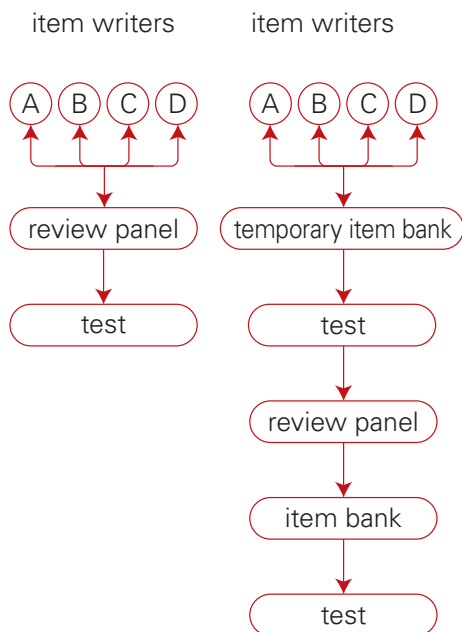 item writers
A B C D
review panel
test
item writers
A B C D
temporary item bank
test
review panel
item bank
test